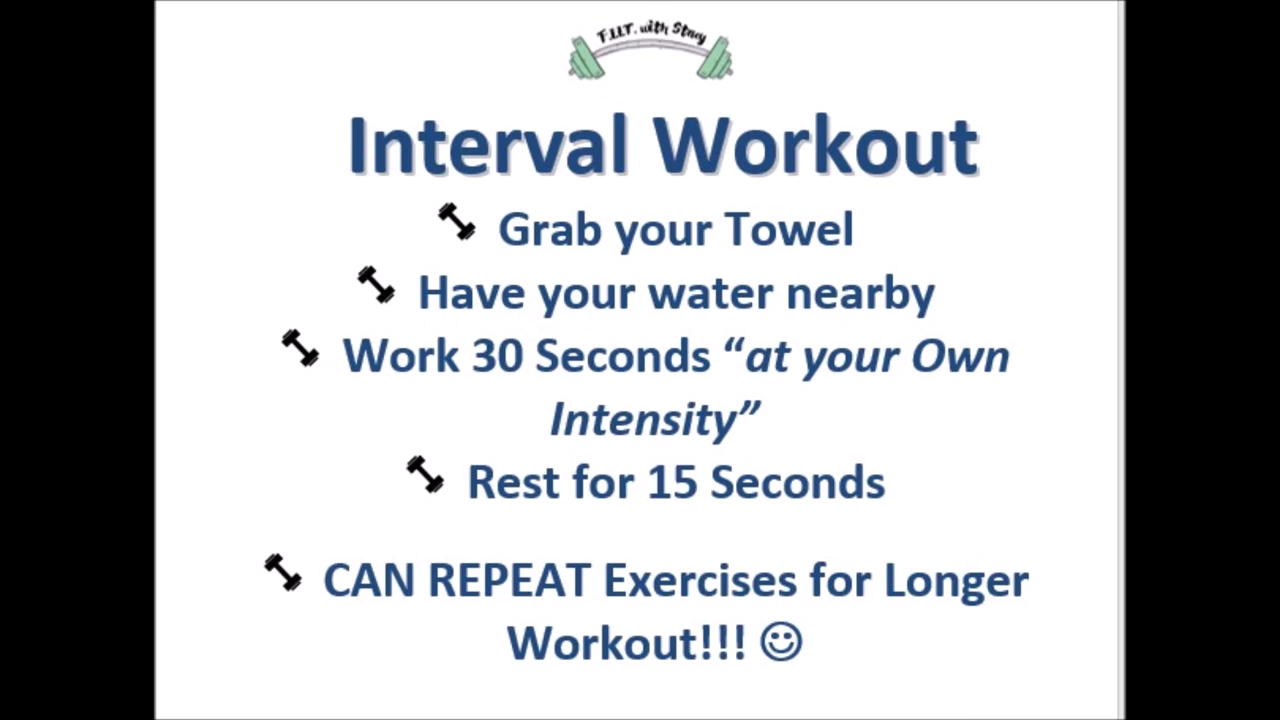 F.I.I.T. with Stacy
Interval Workout
Grab your Towel
Have your water nearby
Work 30 Seconds “at your Own
Intensity”
Rest for 15 Seconds
CAN REPEAT Exercises for Longer
Workout!!! ☺